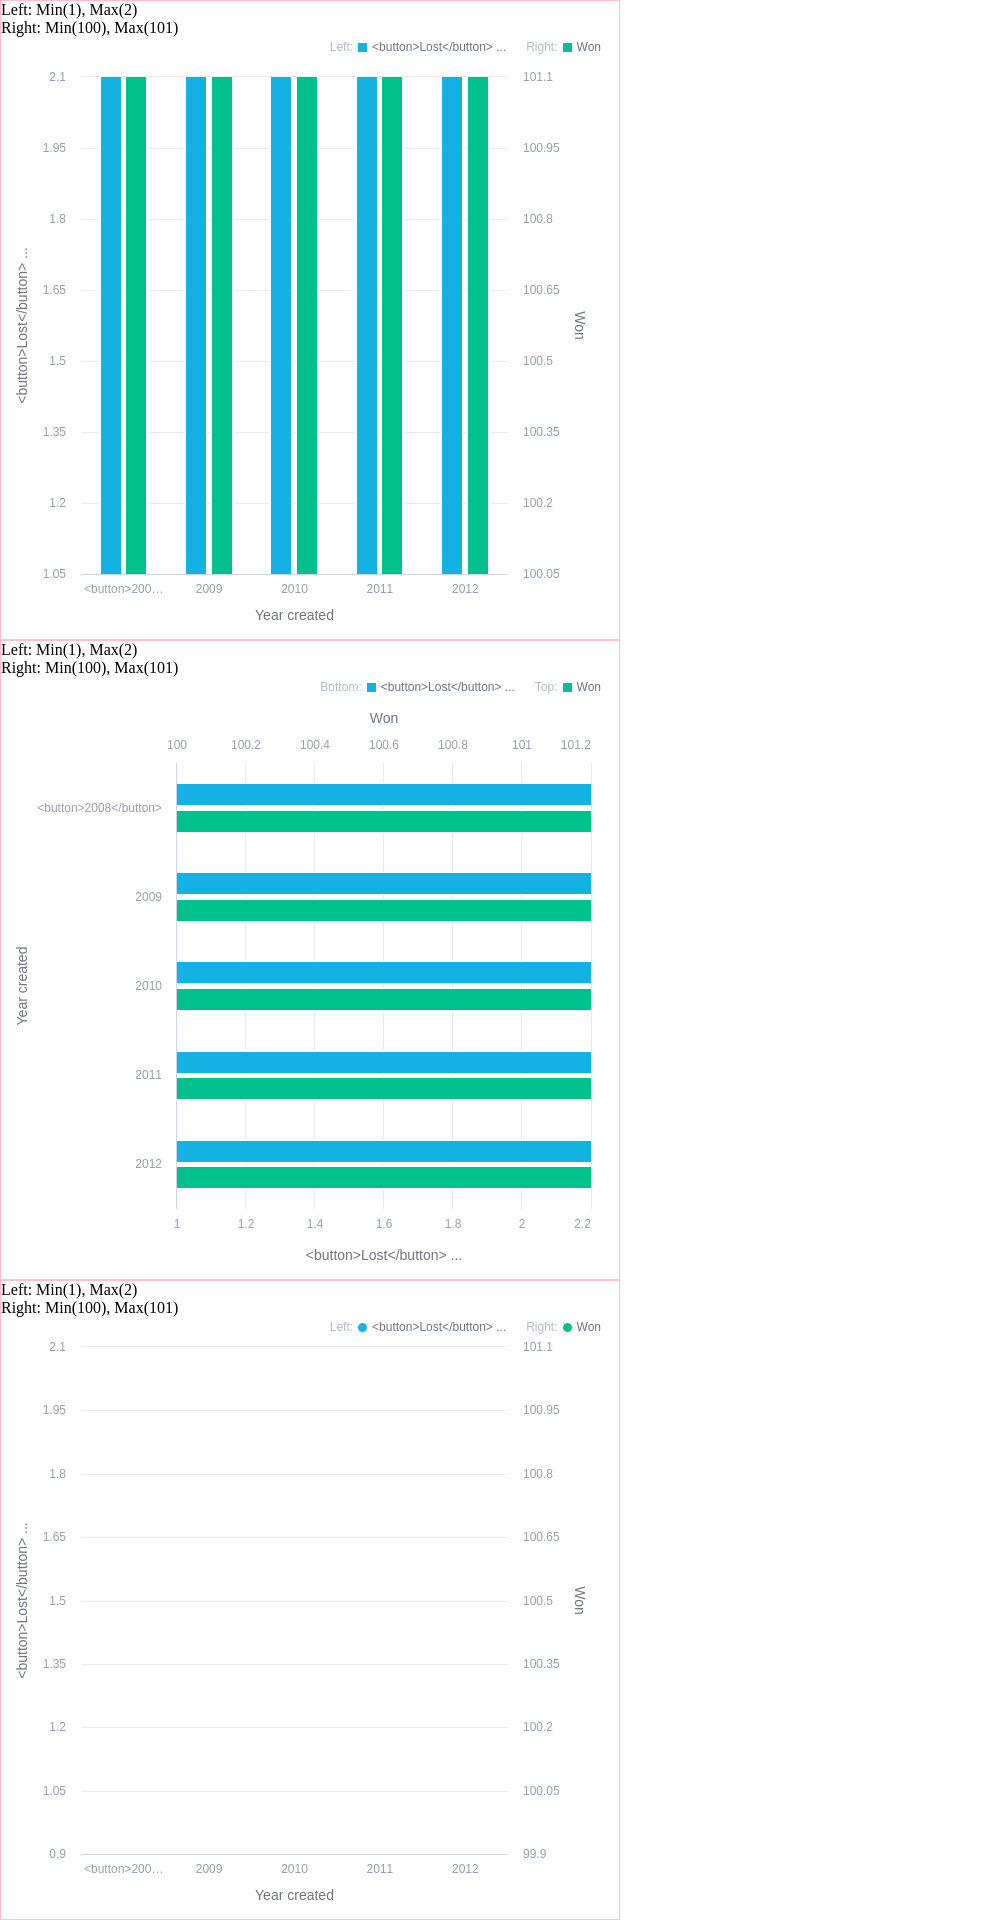 Left: Min(1), Max(2)
Right: Min(100), Max(101)
Left: <button>Lost</button> ... Right: Won
2.1 101.1
1.95 100.95
1.8 100.8
1.65 100.65
1.5 100.5
1.35 100.35
1.2 100.2
1.05 100.05
<button>Lost</button> ...
Won
<button>200… 2009 2010 2011 2012
Year created
Left: Min(1), Max(2)
Right: Min(100), Max(101)
Bottom: <button>Lost</button> ... Top: Won
Won
100 100.2 100.4 100.6 100.8 101 101.2
<button>2008</button>
2009
2010
2011
2012
Year created
1 1.2 1.4 1.6 1.8 2 2.2
<button>Lost</button> ...
Left: Min(1), Max(2)
Right: Min(100), Max(101)
Left: <button>Lost</button> ... Right: Won
2.1 101.1
1.95 100.95
1.8 100.8
1.65 100.65
1.5 100.5
1.35 100.35
1.2 100.2
1.05 100.05
0.9 99.9
<button>Lost</button> ...
Won
<button>200… 2009 2010 2011 2012
Year created